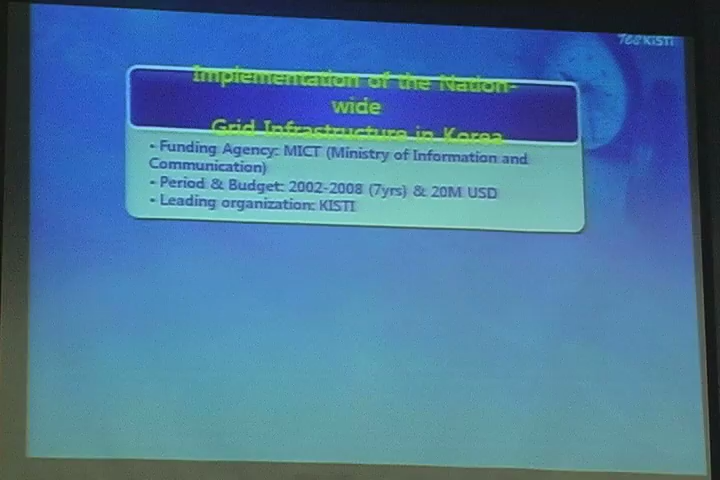 KiSTi
Implementation of the Nation-
wide
Grid Infrastructure in Korea
• Funding Agency: MICT (Ministry of Information and
Communication)
• Period & Budget: 2002-2008 (7yrs) & 20M USD
• Leading organization: KISTI